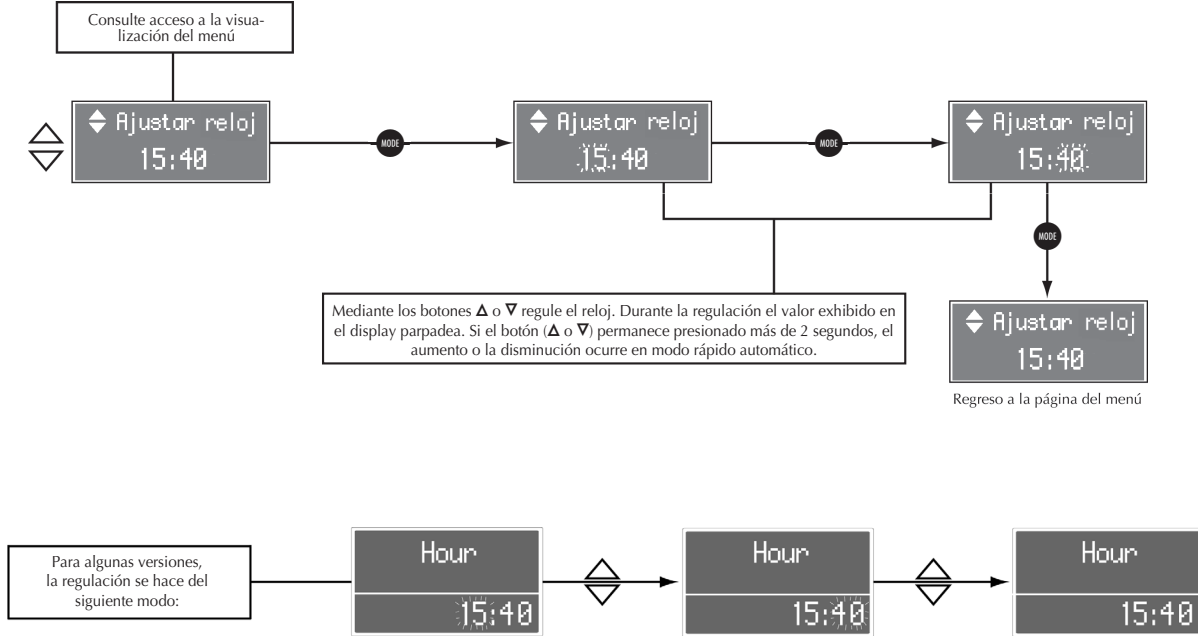 Consulte acceso a la visua-
lización del menú
Ajustar reloj
15:40
MODE
Ajustar reloj
15:40
MODE
Ajustar reloj
15:40
MODE
Mediante los botones Δ o ∇ regule el reloj. Durante la regulación el valor exhibido en
el display parpadea. Si el botón (Δ o ∇) permanece presionado más de 2 segundos, el
aumento o la disminución ocurre en modo rápido automático.
Ajustar reloj
15:40
Regreso a la página del menú
Para algunas versiones,
la regulación se hace del
siguiente modo:
Hour
15:40
Hour
15:40
Hour
15:40